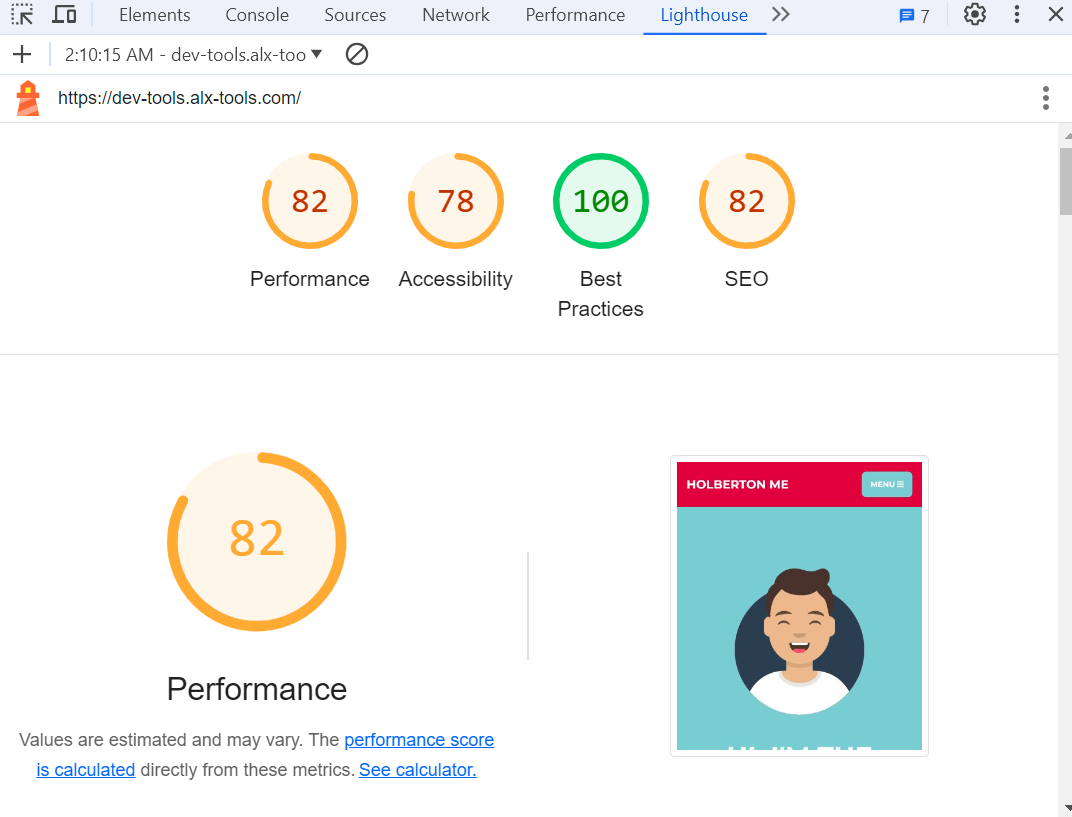 Elements Console Sources Network Performance Lighthouse 7
2:10:15 AM - dev-tools.alx-too
https://dev-tools.alx-tools.com/
82 78 100 82
Performance Accessibility Best SEO
Practices
HOLBERTON ME MENU
82
Performance
Values are estimated and may vary. The performance score
is calculated directly from these metrics. See calculator.